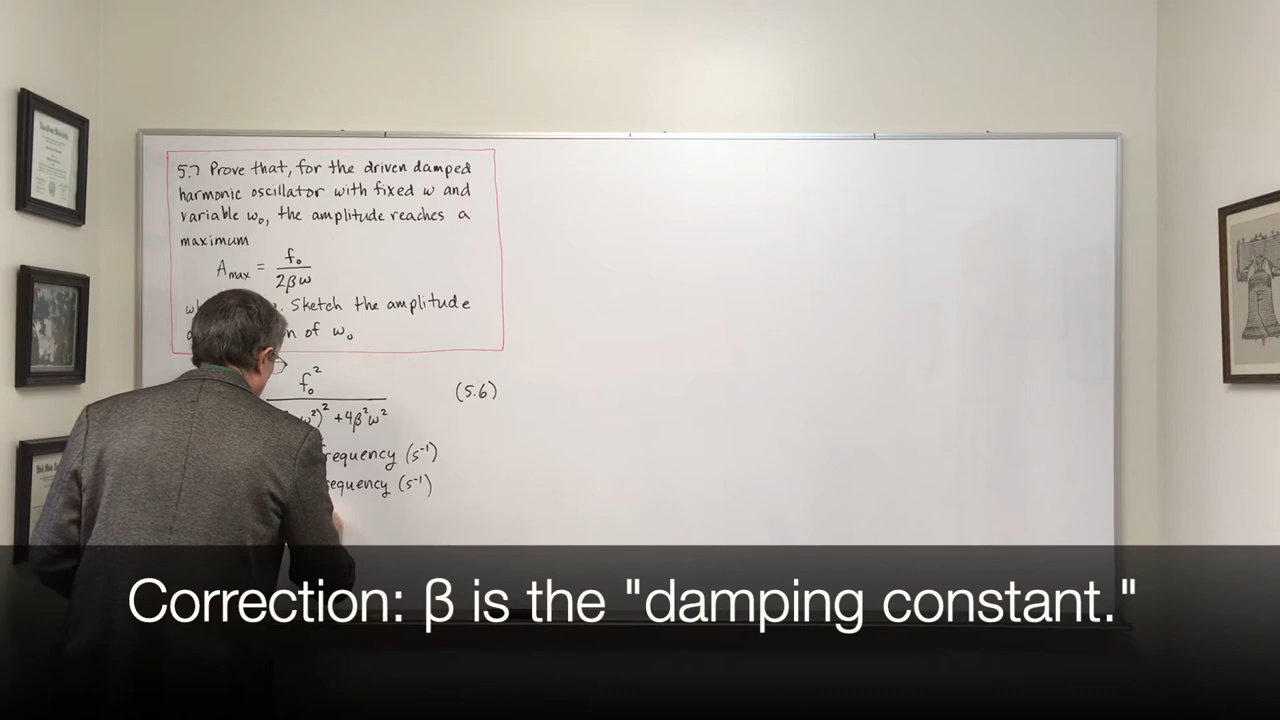 5.7 Prove that, for the driven damped
harmonic oscillator with fixed ω and
variable ω₀, the amplitude reaches a
maximum
A_max = f₀ / 2βω
Sketch the amplitude
of ω₀
f₀²
ω²)² + 4β²ω² (5.6)
requency (s⁻¹)
requency (s⁻¹)
Correction: β is the "damping constant."